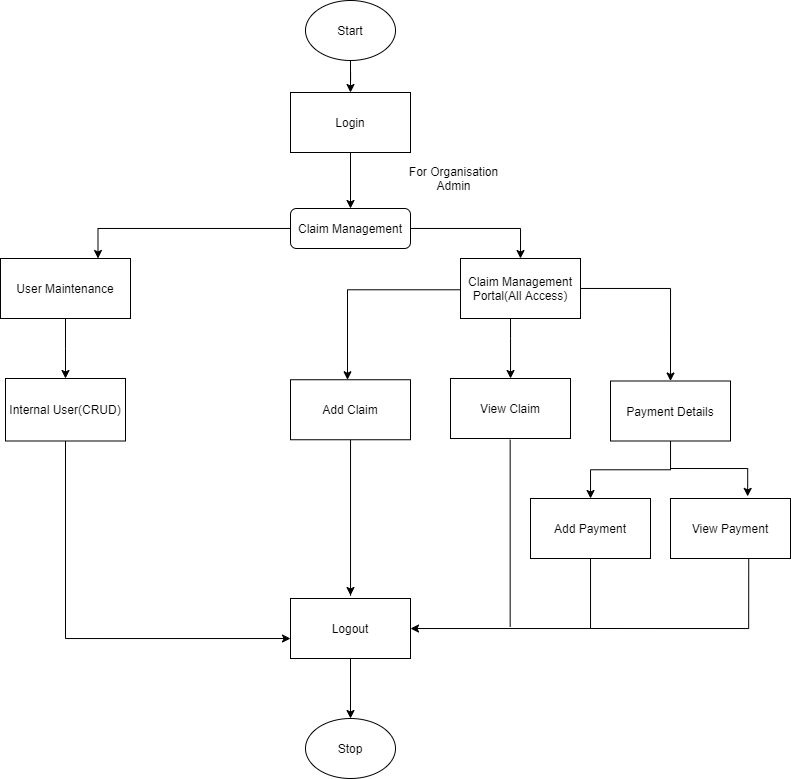 Start
Login
For Organisation
Admin
Claim Management
User Maintenance
Claim Management
Portal(All Access)
Internal User(CRUD)
Add Claim
View Claim
Payment Details
Add Payment
View Payment
Logout
Stop